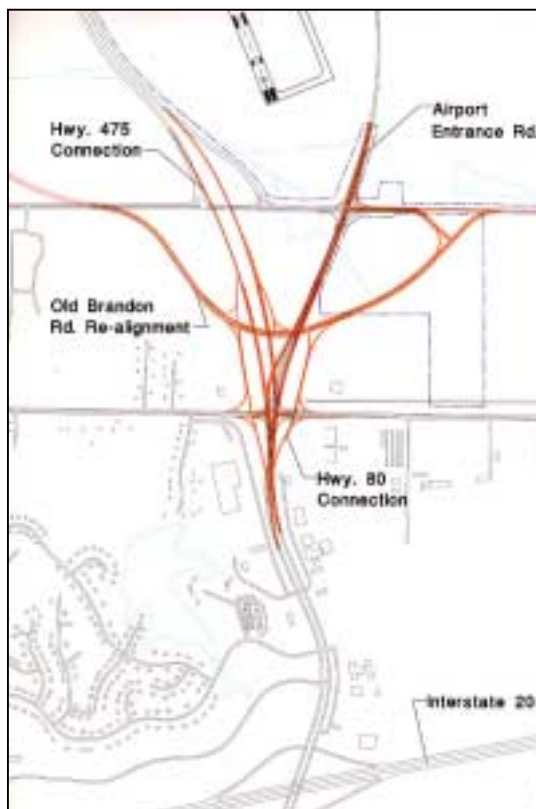 Airport
Entrance Rd.
Hwy. 475
Connection
Old Brandon
Rd. Re-alignment
Hwy. 80
Connection
Interstate 20